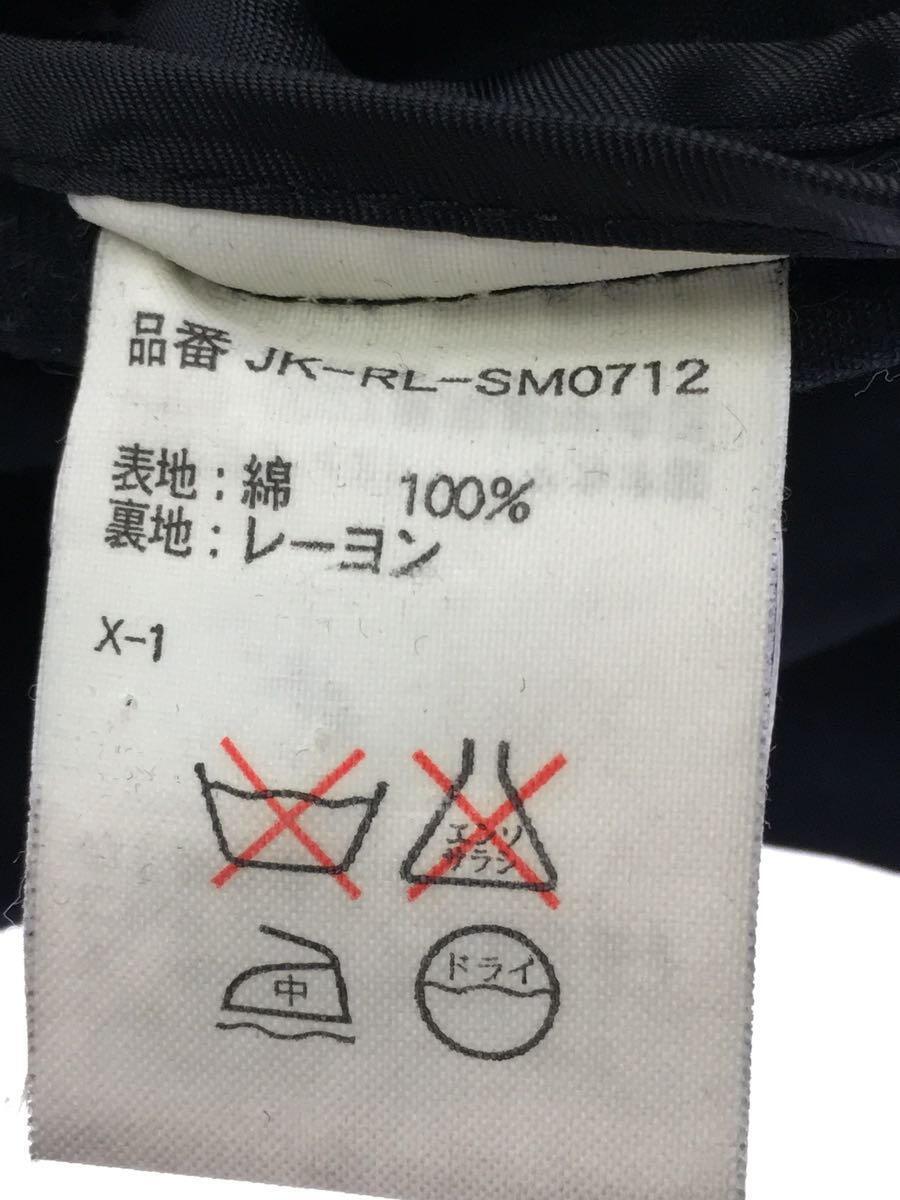 品番 JK-RL-SM0712
表地:綿 100%
裏地:レーヨン
X-1
エンソ
サラシ
中
ドライ